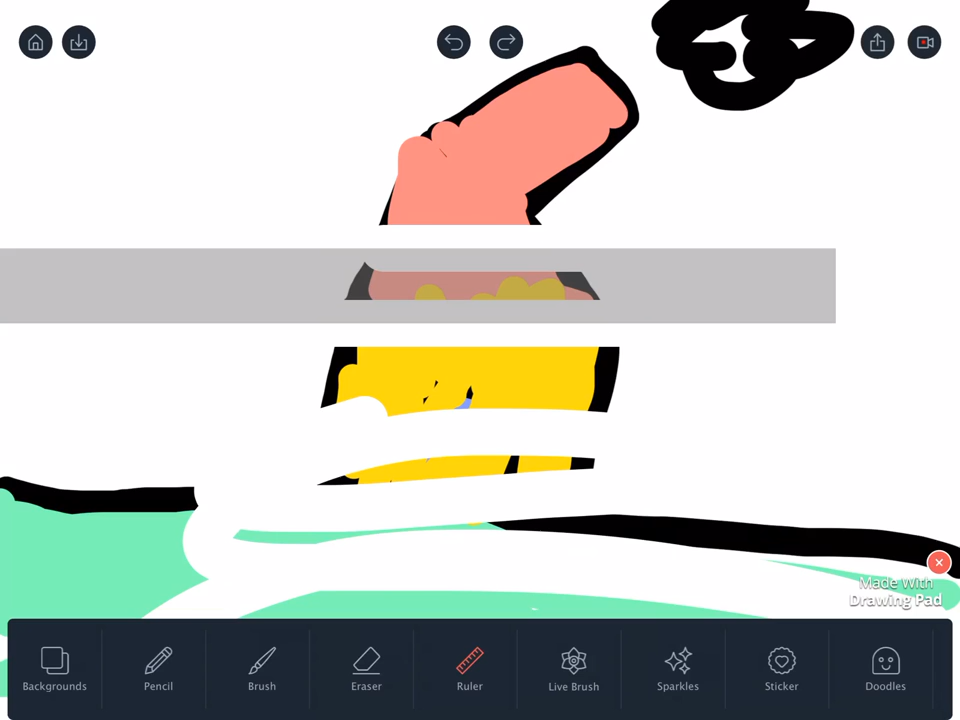 Made With
Drawing Pad
Backgrounds
Pencil
Brush
Eraser
Ruler
Live Brush
Sparkles
Sticker
Doodles